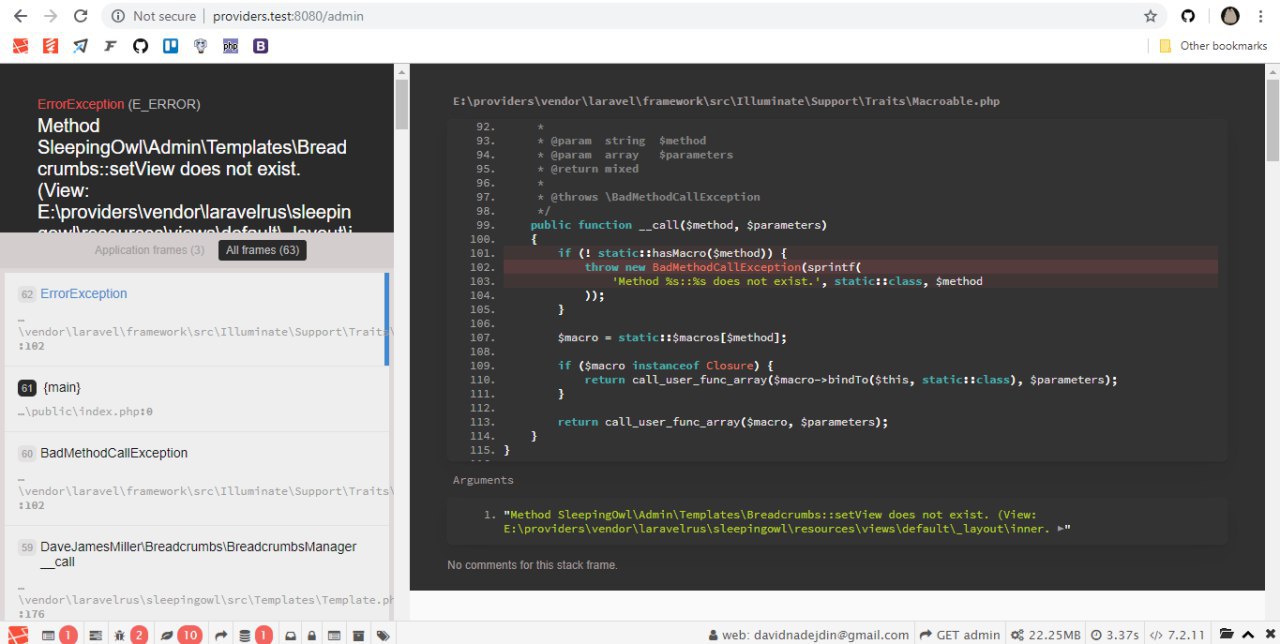 Not secure | providers.test:8080/admin
php
B
Other bookmarks
ErrorException (E_ERROR)
Method
SleepingOwl\Admin\Templates\Bread
crumbs::setView does not exist.
(View:
E:\providers\vendor\laravelrus\sleepin
gowl\resources\views\default\_layout\i
Application frames (3)
All frames (63)
62 ErrorException
…
\vendor\laravel\framework\src\Illuminate\Support\Traits\
:102
61 {main}
…\public\index.php:0
60 BadMethodCallException
…
\vendor\laravel\framework\src\Illuminate\Support\Traits\
:102
59 DaveJamesMiller\Breadcrumbs\BreadcrumbsManager
__call
…
\vendor\laravelrus\sleepingowl\src\Templates\Template.ph
:176
E:\providers\vendor\laravel\framework\src\Illuminate\Support\Traits\Macroable.php
92. *
93. * @param string $method
94. * @param array $parameters
95. * @return mixed
96. *
97. * @throws \BadMethodCallException
98. */
99. public function __call($method, $parameters)
100. {
101. if (! static::hasMacro($method)) {
102. throw new BadMethodCallException(sprintf(
103. 'Method %s::%s does not exist.', static::class, $method
104. ));
105. }
106.
107. $macro = static::$macros[$method];
108.
109. if ($macro instanceof Closure) {
110. return call_user_func_array($macro->bindTo($this, static::class), $parameters);
111. }
112.
113. return call_user_func_array($macro, $parameters);
114. }
115. }
Arguments
1. "Method SleepingOwl\Admin\Templates\Breadcrumbs::setView does not exist. (View:
E:\providers\vendor\laravelrus\sleepingowl\resources\views\default\_layout\inner. ▸"
No comments for this stack frame.
1 2 10 1 web: davidnadejdin@gmail.com GET admin 22.25MB 3.37s </> 7.2.11